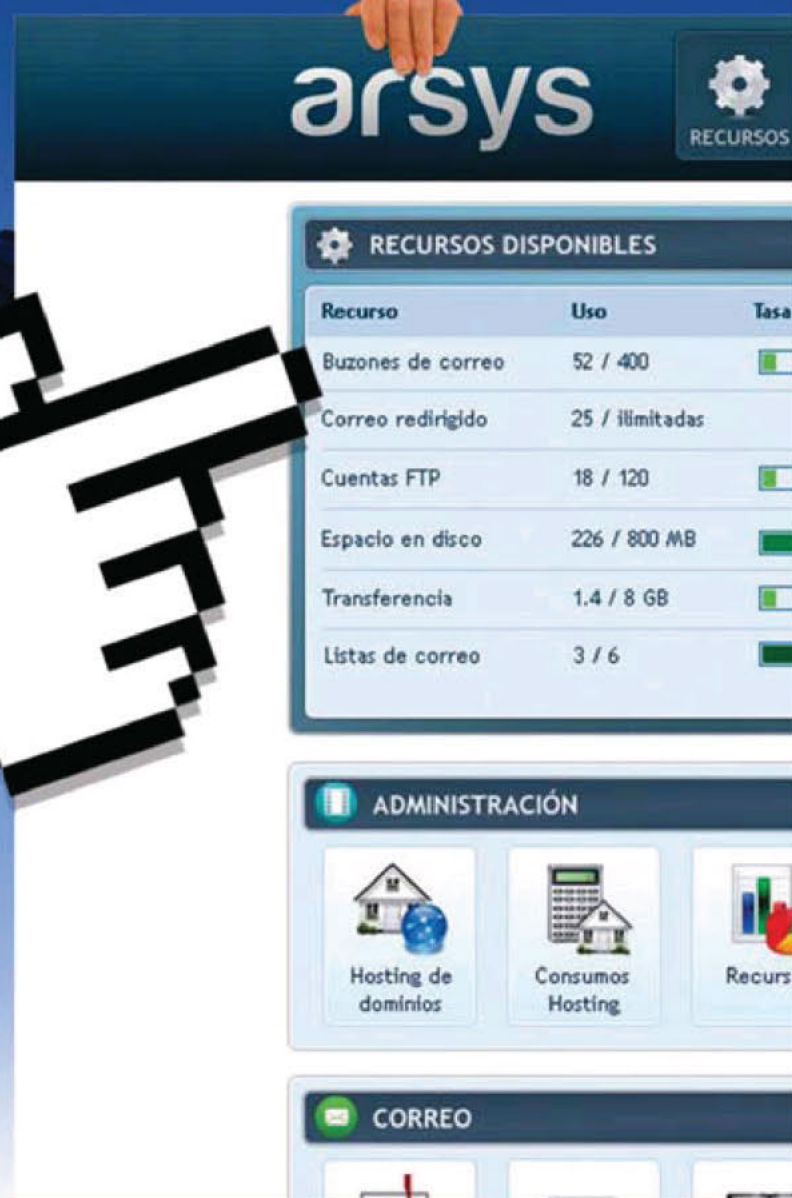 arsys
RECURSOS
RECURSOS DISPONIBLES
Recurso Uso Tasa
Buzones de correo 52 / 400
Correo redirigido 25 / ilimitadas
Cuentas FTP 18 / 120
Espacio en disco 226 / 800 MB
Transferencia 1.4 / 8 GB
Listas de correo 3 / 6
ADMINISTRACIÓN
Hosting de
dominios
Consumos
Hosting
Recurs
CORREO